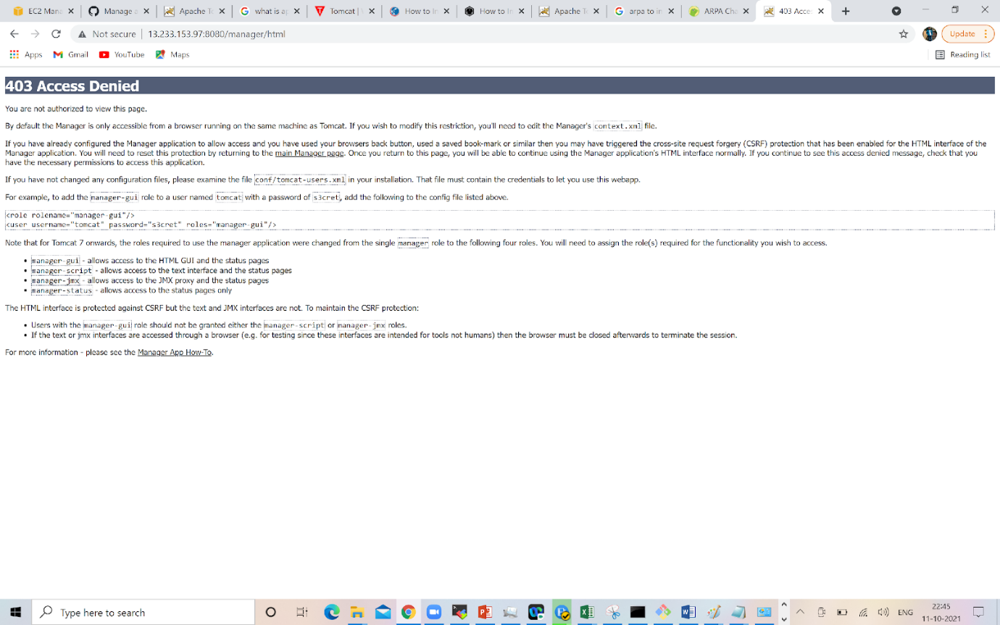 EC2 Mana
Manage a
Apache T
what is ap
Tomcat | V
How to In
How to In
Apache T
arpa to in
ARPA Cha
403 Acces
Not secure
13.233.153.97:8080/manager/html
Update
Apps
Gmail
YouTube
Maps
Reading list
403 Access Denied
You are not authorized to view this page.
By default the Manager is only accessible from a browser running on the same machine as Tomcat. If you wish to modify this restriction, you'll need to edit the Manager's context.xml file.
If you have already configured the Manager application to allow access and you have used your browsers back button, used a saved book-mark or similar then you may have triggered the cross-site request forgery (CSRF) protection that has been enabled for the HTML interface of the
Manager application. You will need to reset this protection by returning to the main Manager page. Once you return to this page, you will be able to continue using the Manager application's HTML interface normally. If you continue to see this access denied message, check that you
have the necessary permissions to access this application.
If you have not changed any configuration files, please examine the file conf/tomcat-users.xml in your installation. That file must contain the credentials to let you use this webapp.
For example, to add the manager-gui role to a user named tomcat with a password of s3cret, add the following to the config file listed above.
<role rolename="manager-gui"/>
<user username="tomcat" password="s3cret" roles="manager-gui"/>
Note that for Tomcat 7 onwards, the roles required to use the manager application were changed from the single manager role to the following four roles. You will need to assign the role(s) required for the functionality you wish to access.
• manager-gui - allows access to the HTML GUI and the status pages
• manager-script - allows access to the text interface and the status pages
• manager-jmx - allows access to the JMX proxy and the status pages
• manager-status - allows access to the status pages only
The HTML interface is protected against CSRF but the text and JMX interfaces are not. To maintain the CSRF protection:
• Users with the manager-gui role should not be granted either the manager-script or manager-jmx roles.
• If the text or jmx interfaces are accessed through a browser (e.g. for testing since these interfaces are intended for tools not humans) then the browser must be closed afterwards to terminate the session.
For more information - please see the Manager App How-To.
Type here to search
ENG
22:45
11-10-2021